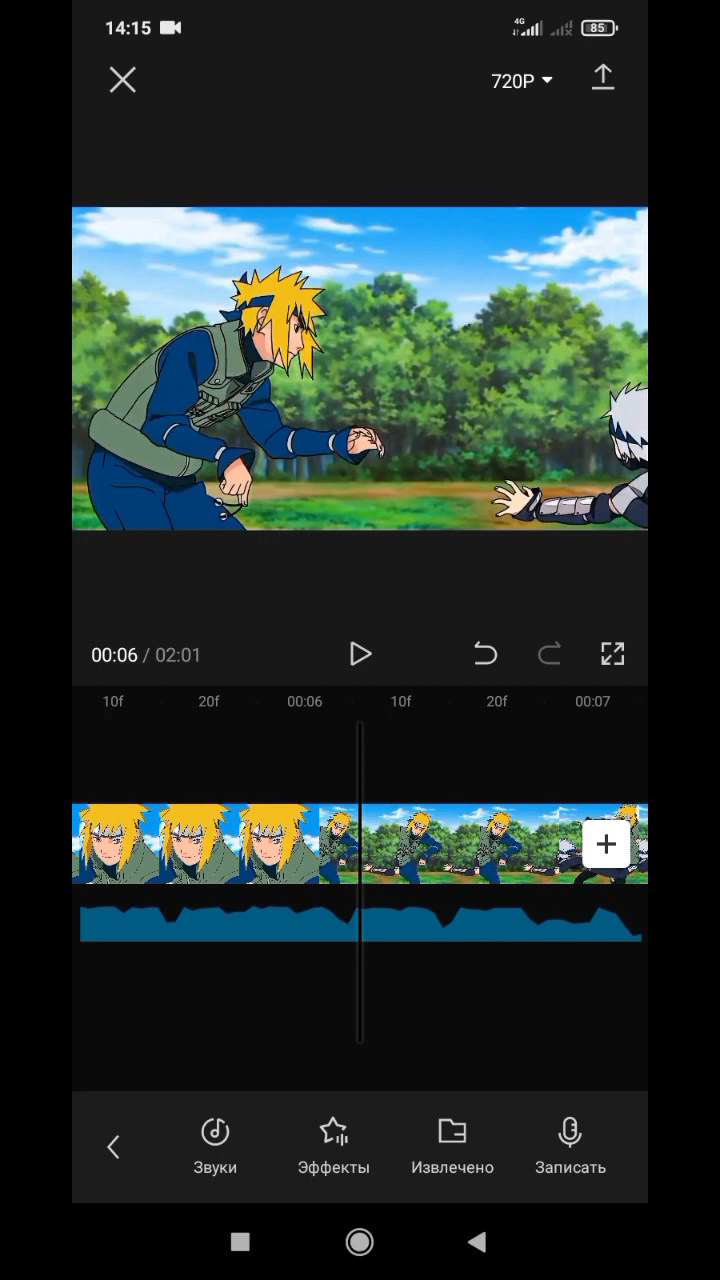 14:15 4G 85
720P
00:06 / 02:01
10f 20f 00:06 10f 20f 00:07
Звуки Эффекты Извлечено Записать